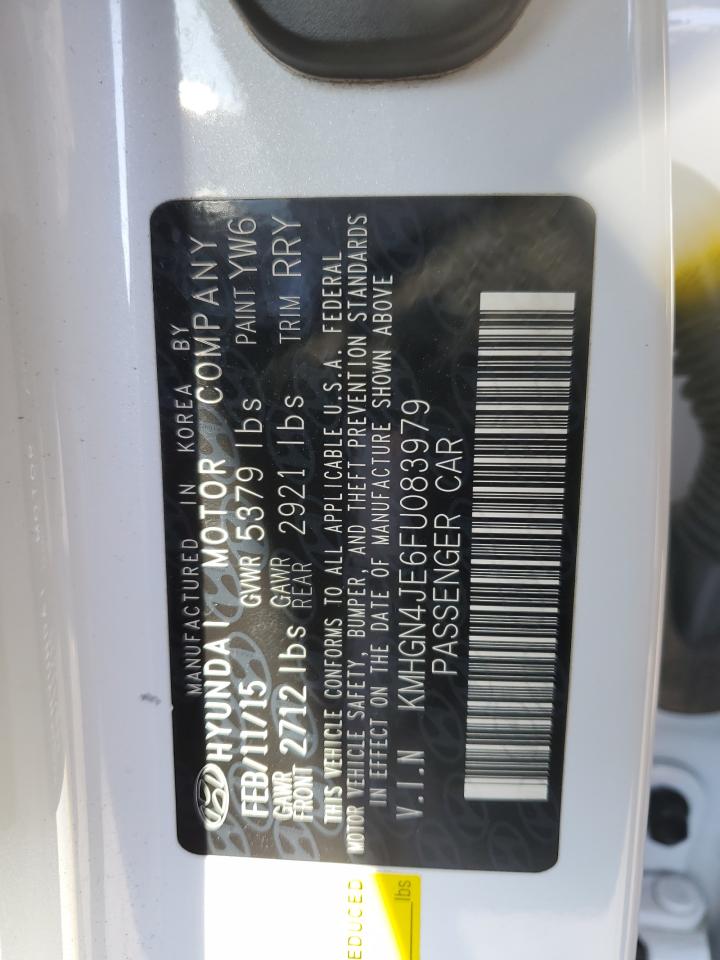 MANUFACTURED IN KOREA BY
HYUNDAI MOTOR COMPANY
FEB/11/15 GVWR 5379 lbs PAINT YW6
GAWR FRONT 2712 lbs GAWR REAR 2921 lbs TRIM RRY
THIS VEHICLE CONFORMS TO ALL APPLICABLE U.S.A. FEDERAL
MOTOR VEHICLE SAFETY, BUMPER, AND THEFT PREVENTION STANDARDS
IN EFFECT ON THE DATE OF MANUFACTURE SHOWN ABOVE
V.I.N KMHGN4JE6FU083979
PASSENGER CAR
EDUCED
lbs